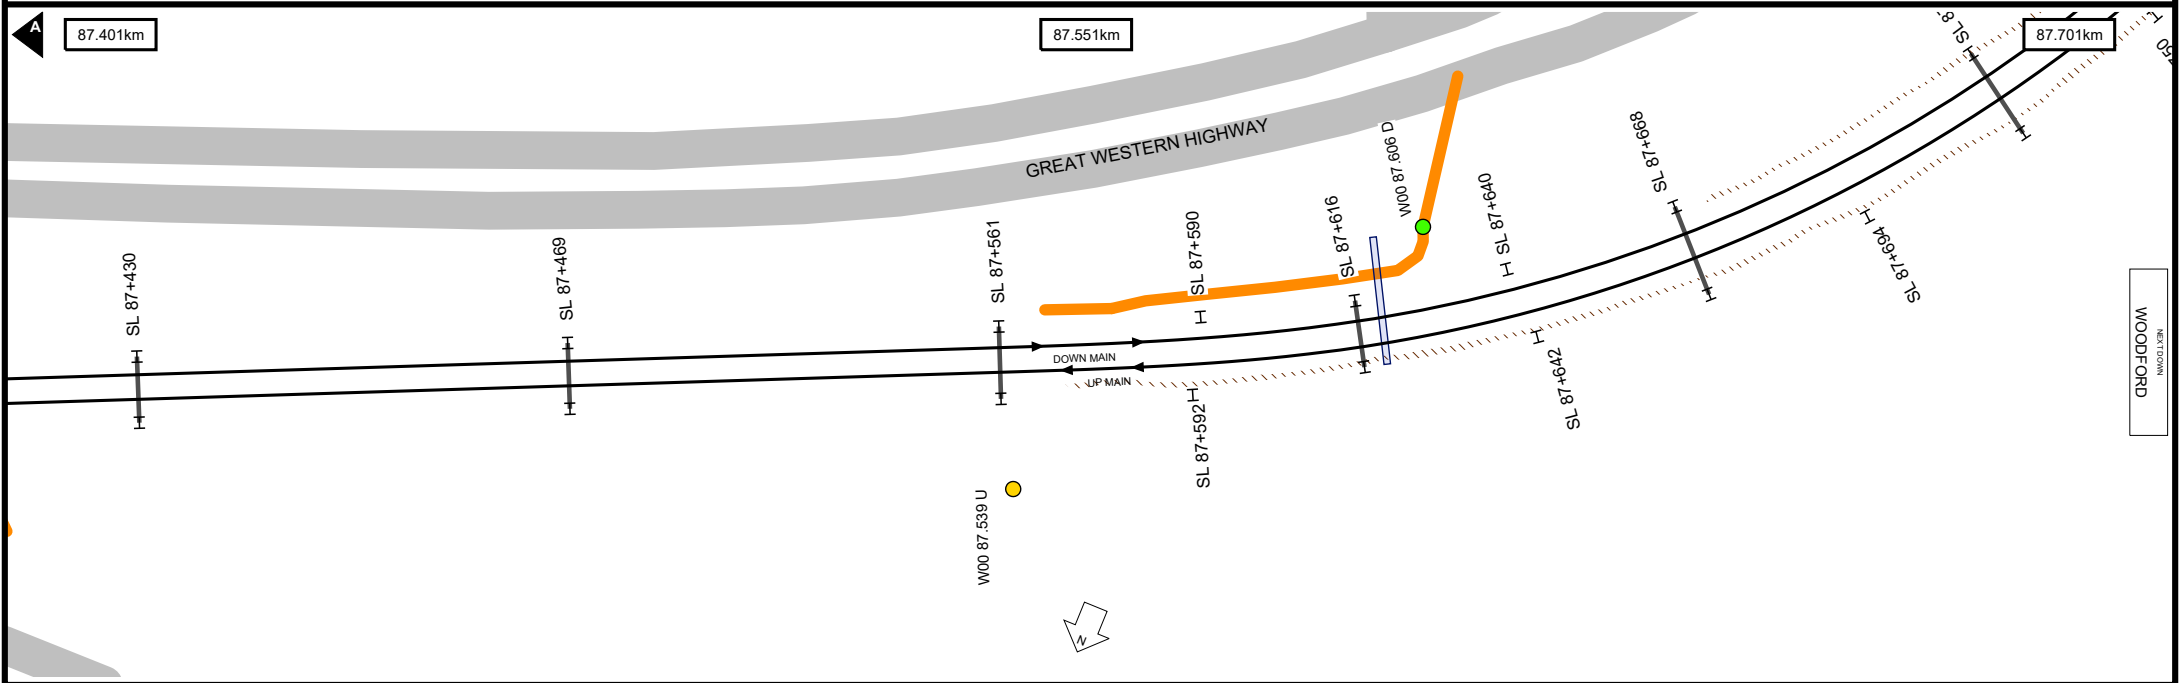 A
87.401km
87.551km
87.701km
SL
GREAT WESTERN HIGHWAY
W00 87.606 D
SL 87+668
SL 87+640
SL 87+616
SL 87+590
SL 87+561
SL 87+469
SL 87+430
SL 87+694
DOWN MAIN
UP MAIN
SL 87+642
SL 87+592
W00 87.539 U
NEXT DOWN
WOODFORD
N